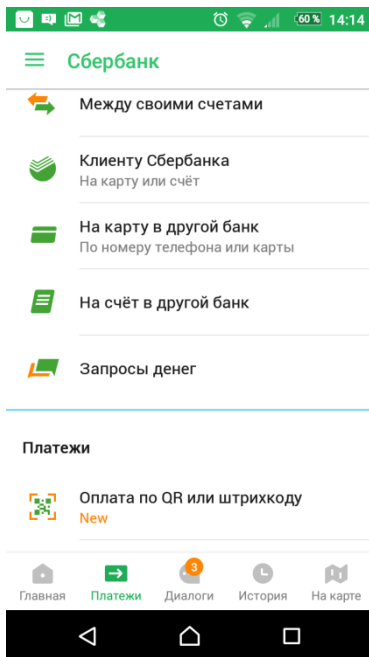 60% 14:14
Сбербанк
Между своими счетами
Клиенту Сбербанка
На карту или счёт
На карту в другой банк
По номеру телефона или карты
На счёт в другой банк
Запросы денег
Платежи
Оплата по QR или штрихкоду
New
3
Главная Платежи Диалоги История На карте